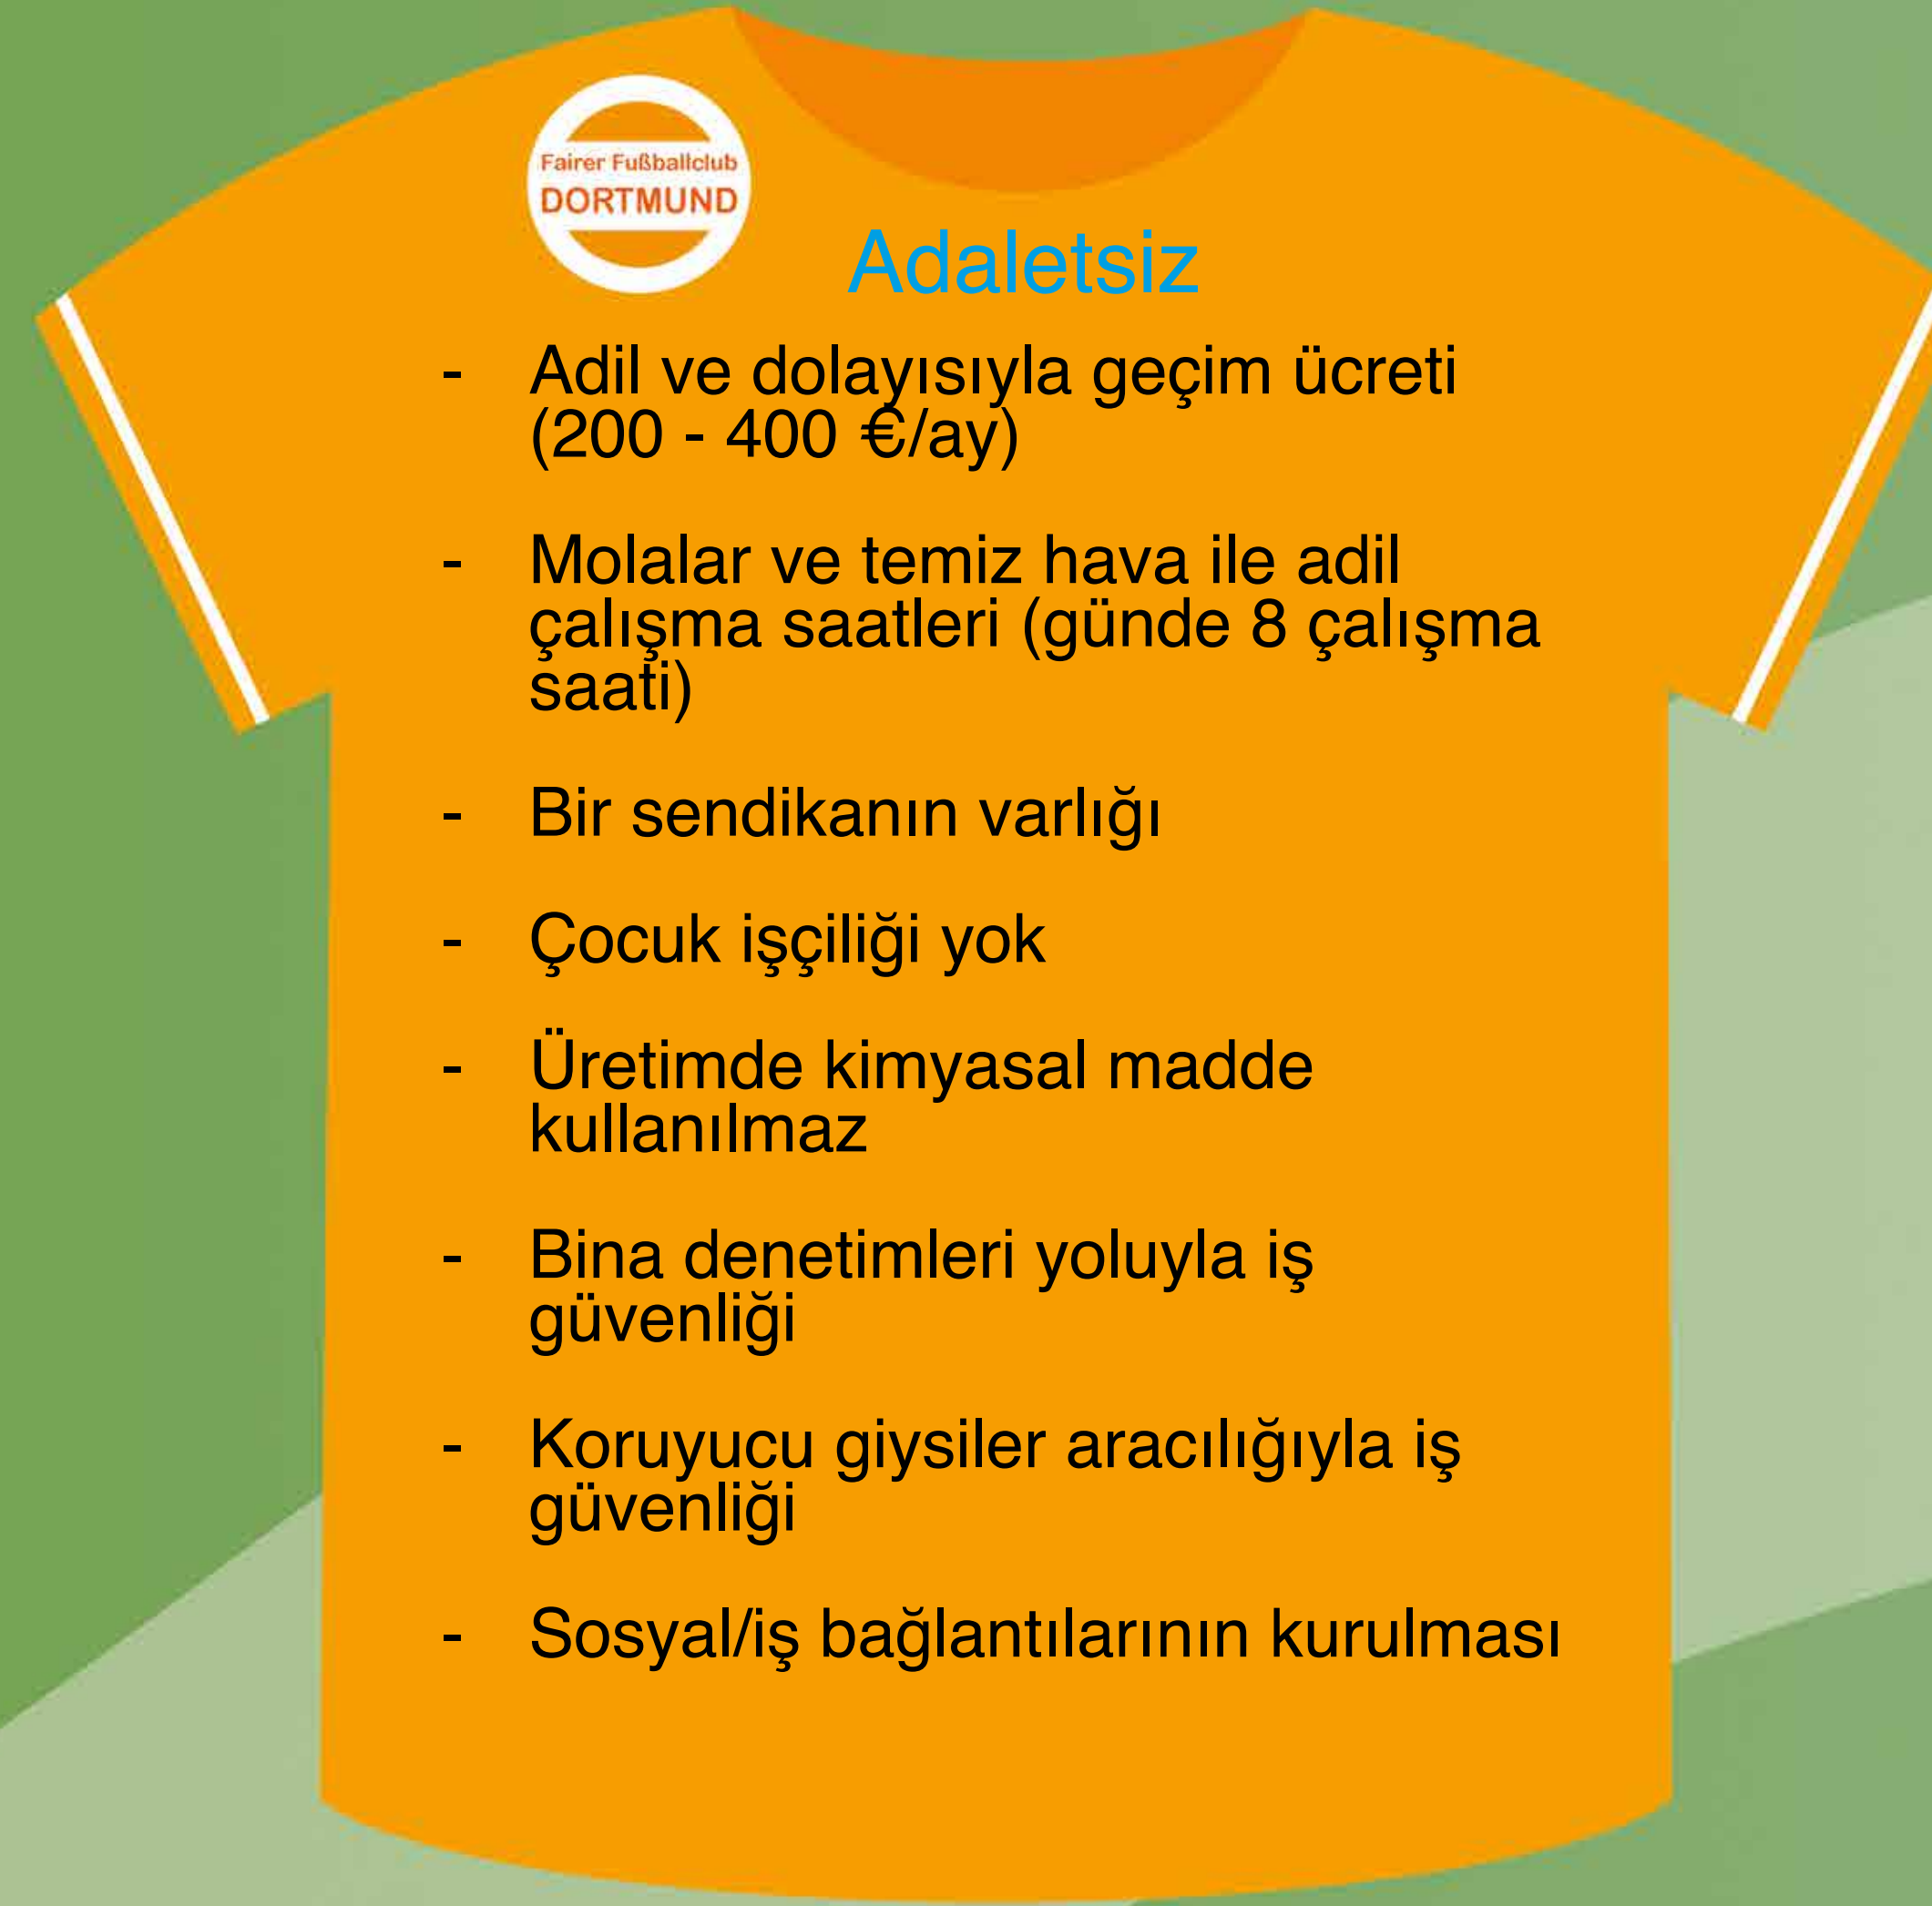 Fairer Fußballclub
DORTMUND
Adaletsiz
- Adil ve dolayısıyla geçim ücreti
(200 - 400 €/ay)
- Molalar ve temiz hava ile adil
çalışma saatleri (günde 8 çalışma
saati)
- Bir sendikanın varlığı
- Çocuk işçiliği yok
- Üretimde kimyasal madde
kullanılmaz
- Bina denetimleri yoluyla iş
güvenliği
- Koruyucu giysiler aracılığıyla iş
güvenliği
- Sosyal/iş bağlantılarının kurulması